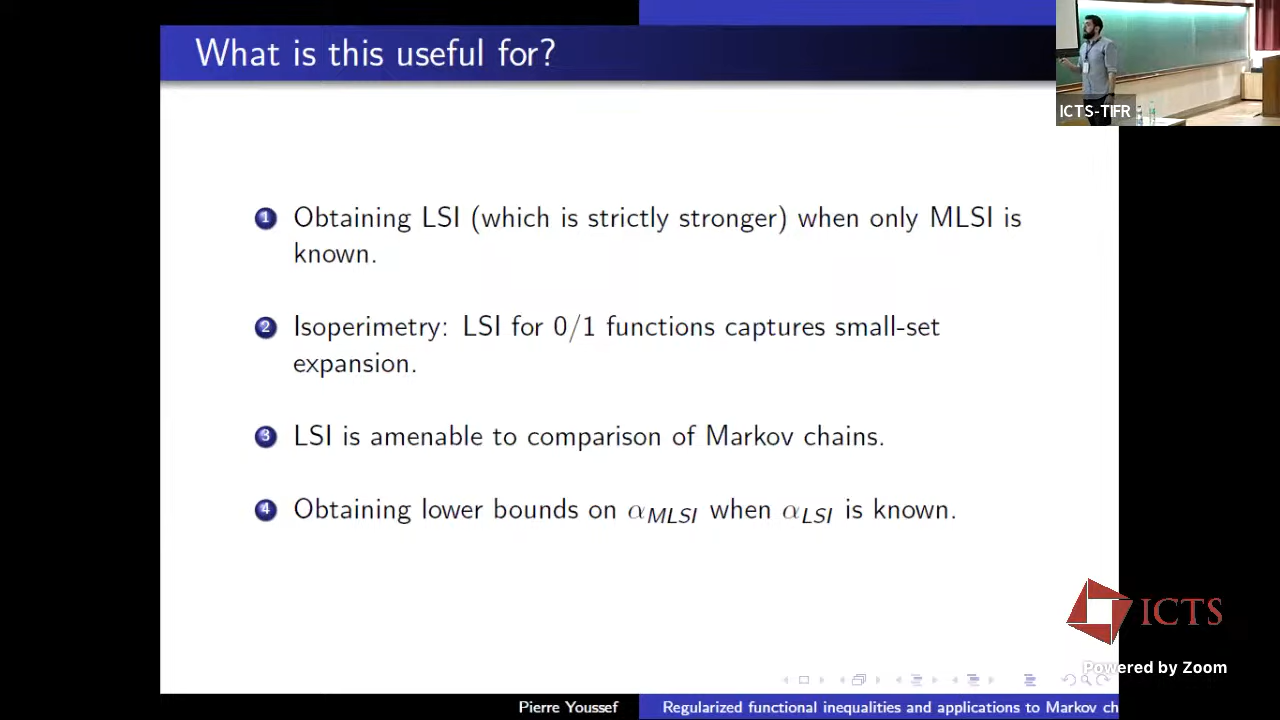 What is this useful for?
ICTS-TIFR
1 Obtaining LSI (which is strictly stronger) when only MLSI is
known.
2 Isoperimetry: LSI for 0/1 functions captures small-set
expansion.
3 LSI is amenable to comparison of Markov chains.
4 Obtaining lower bounds on α_MLSI when α_LSI is known.
ICTS
Powered by Zoom
Pierre Youssef Regularized functional inequalities and applications to Markov ch